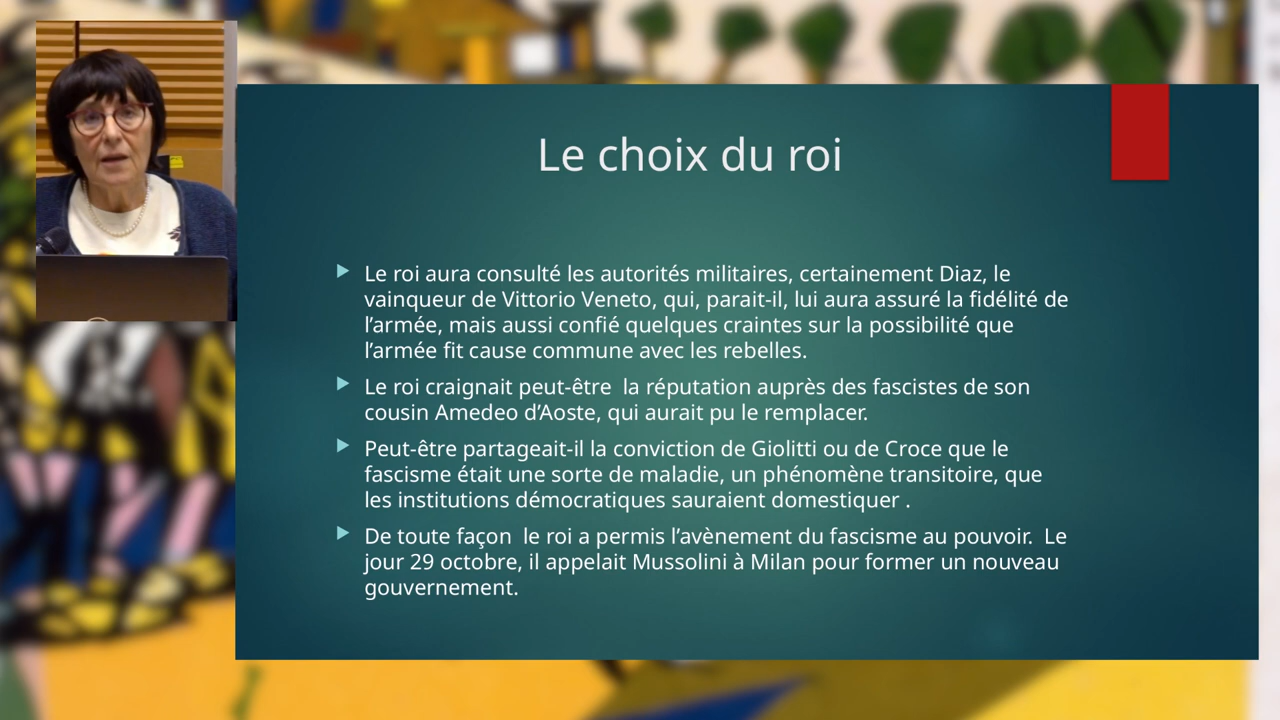 Le choix du roi
Le roi aura consulté les autorités militaires, certainement Diaz, le
vainqueur de Vittorio Veneto, qui, parait-il, lui aura assuré la fidélité de
l’armée, mais aussi confié quelques craintes sur la possibilité que
l’armée fit cause commune avec les rebelles.
Le roi craignait peut-être  la réputation auprès des fascistes de son
cousin Amedeo d’Aoste, qui aurait pu le remplacer.
Peut-être partageait-il la conviction de Giolitti ou de Croce que le
fascisme était une sorte de maladie, un phénomène transitoire, que
les institutions démocratiques sauraient domestiquer .
De toute façon  le roi a permis l’avènement du fascisme au pouvoir.  Le
jour 29 octobre, il appelait Mussolini à Milan pour former un nouveau
gouvernement.